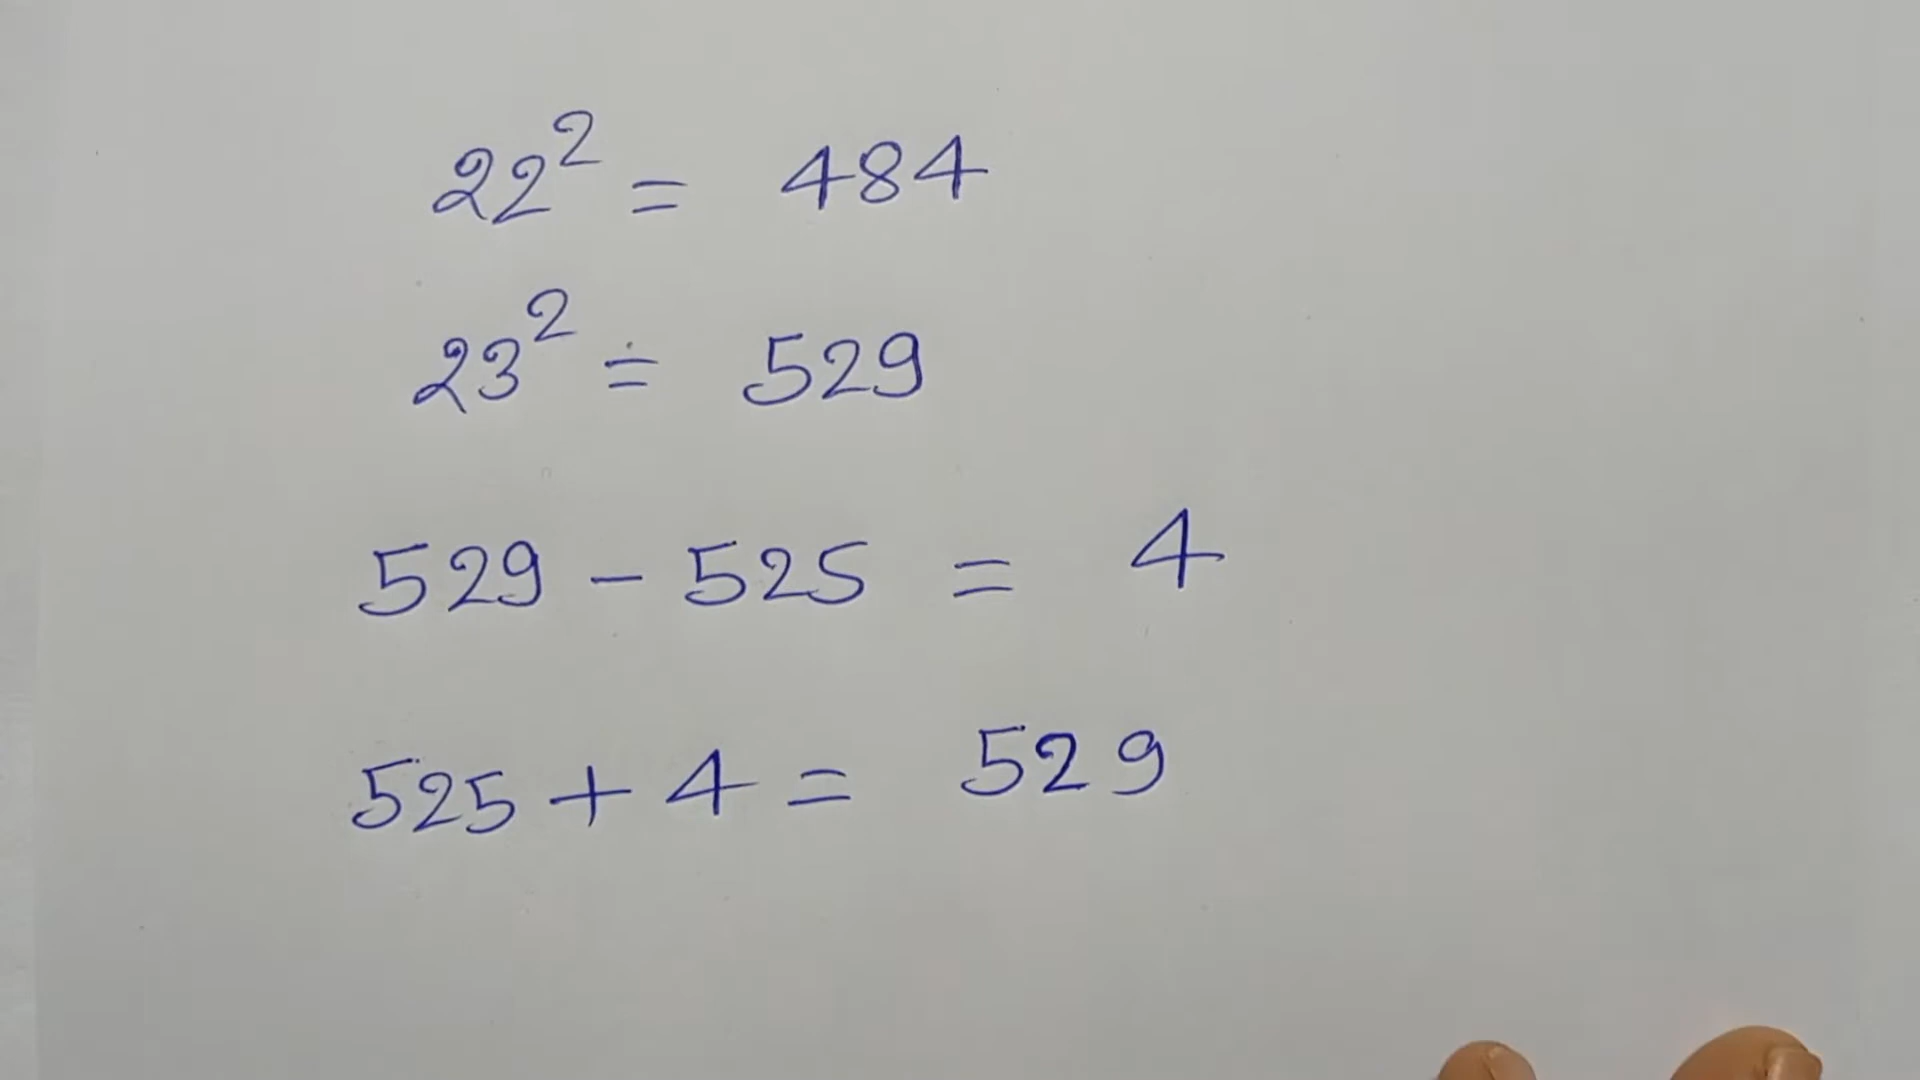 22² = 484
23² = 529
529 - 525 = 4
525 + 4 = 529